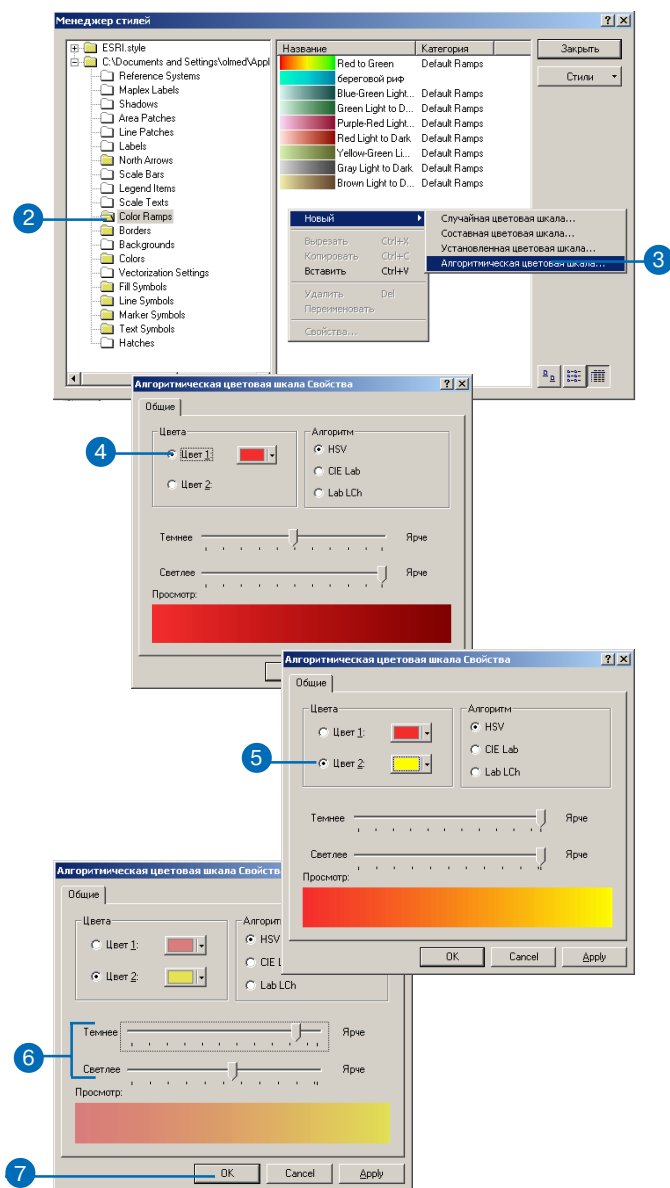 Менеджер стилей
ESRI.style
C:\Documents and Settings\olmed\Appl
Reference Systems
Maplex Labels
Shadows
Area Patches
Line Patches
Labels
North Arrows
Scale Bars
Legend Items
Scale Texts
2
Color Ramps
Borders
Backgrounds
Colors
Vectorization Settings
Fill Symbols
Line Symbols
Marker Symbols
Text Symbols
Hatches
Название Категория
Red to Green Default Ramps
береговой риф
Blue-Green Light... Default Ramps
Green Light to D... Default Ramps
Purple-Red Light... Default Ramps
Red Light to Dark Default Ramps
Yellow-Green Li... Default Ramps
Gray Light to Dark Default Ramps
Brown Light to D... Default Ramps
Закрыть
Стили
Новый
Вырезать Ctrl+X
Копировать Ctrl+C
Вставить Ctrl+V
Удалить Del
Переименовать
Свойства...
Случайная цветовая шкала...
Составная цветовая шкала...
Установленная цветовая шкала...
Алгоритмическая цветовая шкала...
3
Алгоритмическая цветовая шкала Свойства
Общие
Цвета
4
Цвет 1:
Цвет 2:
Алгоритм
HSV
CIE Lab
Lab LCh
Темнее Ярче
Светлее Ярче
Просмотр:
Алгоритмическая цветовая шкала Свойства
Общие
Цвета
Цвет 1:
5
Цвет 2:
Алгоритм
HSV
CIE Lab
Lab LCh
Темнее Ярче
Светлее Ярче
Просмотр:
OK Cancel Apply
Алгоритмическая цветовая шкала Свойств
Общие
Цвета
Цвет 1:
Цвет 2:
Алгоритм
HSV
CIE L
Lab LCh
6
Темнее Ярче
Светлее Ярче
Просмотр:
7
OK Cancel Apply